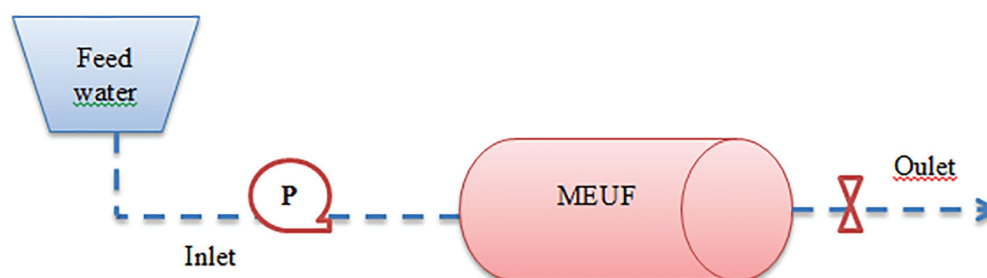 Feed
water
P
MEUF
Oulet
Inlet